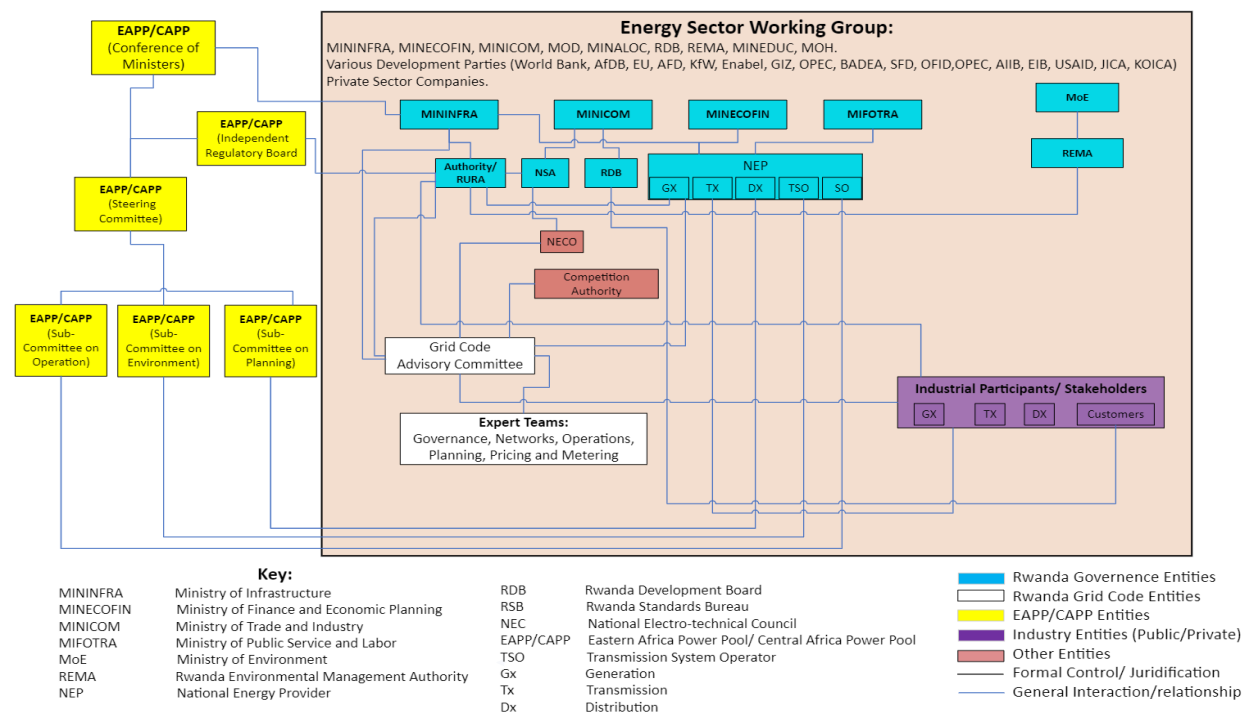 Energy Sector Working Group:
MININFRA, MINECOFIN, MINICOM, MOD, MINALOC, RDB, REMA, MINEDUC, MOH.
Various Development Parties (World Bank, AfDB, EU, AFD, KfW, Enabel, GIZ, OPEC, BADEA, SFD, OFID,OPEC, AIIB, EIB, USAID, JICA, KOICA)
Private Sector Companies.
EAPP/CAPP
(Conference of
Ministers)
EAPP/CAPP
(Independent
Regulatory Board)
EAPP/CAPP
(Steering
Committee)
EAPP/CAPP
(Sub-
Committee on
Operation)
EAPP/CAPP
(Sub-
Committee on
Environment)
EAPP/CAPP
(Sub-
Committee on
Planning)
MININFRA
MINICOM
MINECOFIN
MIFOTRA
MoE
REMA
Authority/
RURA
NSA
RDB
NEP
GX
TX
DX
TSO
SO
NECO
Competition
Authority
Grid Code
Advisory Committee
Expert Teams:
Governance, Networks, Operations,
Planning, Pricing and Metering
Industrial Participants/ Stakeholders
GX
TX
DX
Customers
Key:
MININFRA Ministry of Infrastructure
MINECOFIN Ministry of Finance and Economic Planning
MINICOM Ministry of Trade and Industry
MIFOTRA Ministry of Public Service and Labor
MoE Ministry of Environment
REMA Rwanda Environmental Management Authority
NEP National Energy Provider
RDB Rwanda Development Board
RSB Rwanda Standards Bureau
NEC National Electro-technical Council
EAPP/CAPP Eastern Africa Power Pool/ Central Africa Power Pool
TSO Transmission System Operator
Gx Generation
Tx Transmission
Dx Distribution
Rwanda Governence Entities
Rwanda Grid Code Entities
EAPP/CAPP Entities
Industry Entities (Public/Private)
Other Entities
Formal Control/ Juridification
General Interaction/relationship